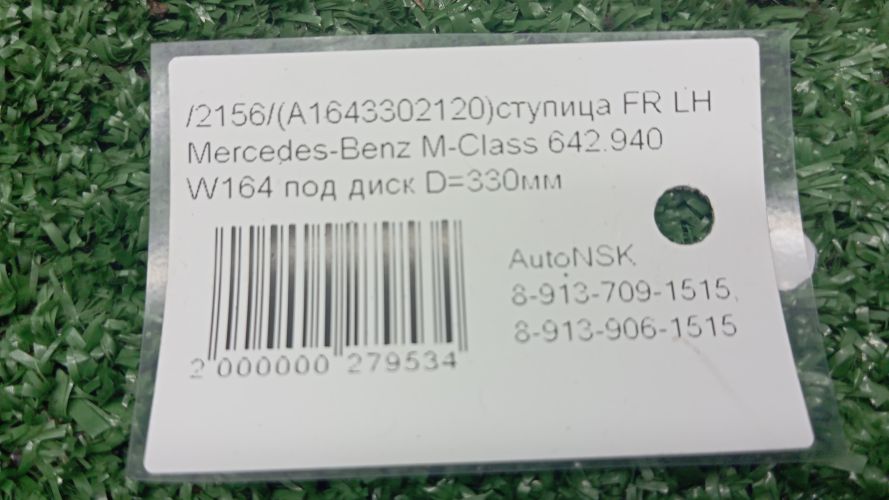 /2156/(A1643302120)ступица FR LH
Mercedes-Benz M-Class 642.940
W164 под диск D=330мм
AutoNSK
8-913-709-1515,
8-913-906-1515
2 000000 279534